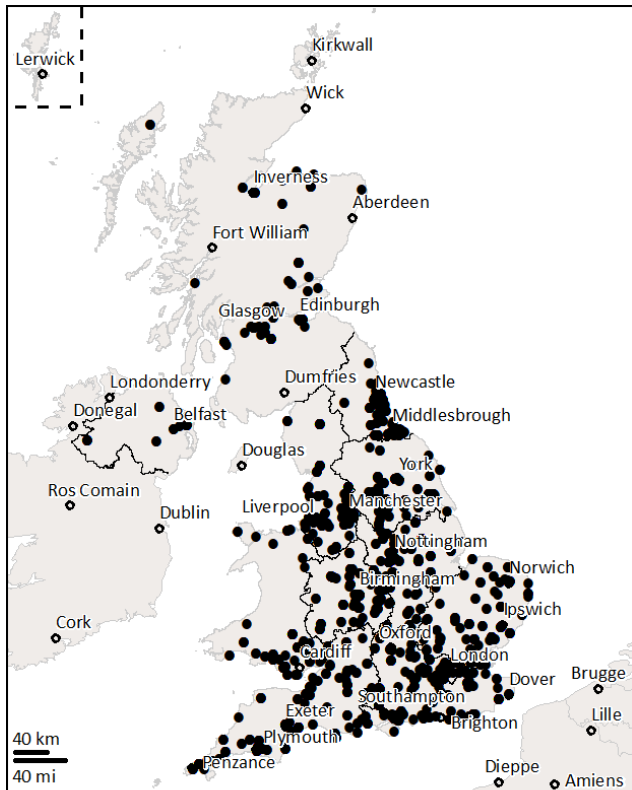 Kirkwall
Lerwick
Wick
Inverness
Aberdeen
Fort William
Glasgow
Edinburgh
Londonderry
Dumfries
Newcastle
Donegal
Belfast
Middlesbrough
Douglas
York
Ros Comain
Liverpool
Manchester
Dublin
Nottingham
Norwich
Birmingham
Ipswich
Cork
Oxford
Cardiff
London
Dover
Brugge
Southampton
Exeter
Brighton
Lille
Plymouth
40 km
Penzance
40 mi
Dieppe
Amiens